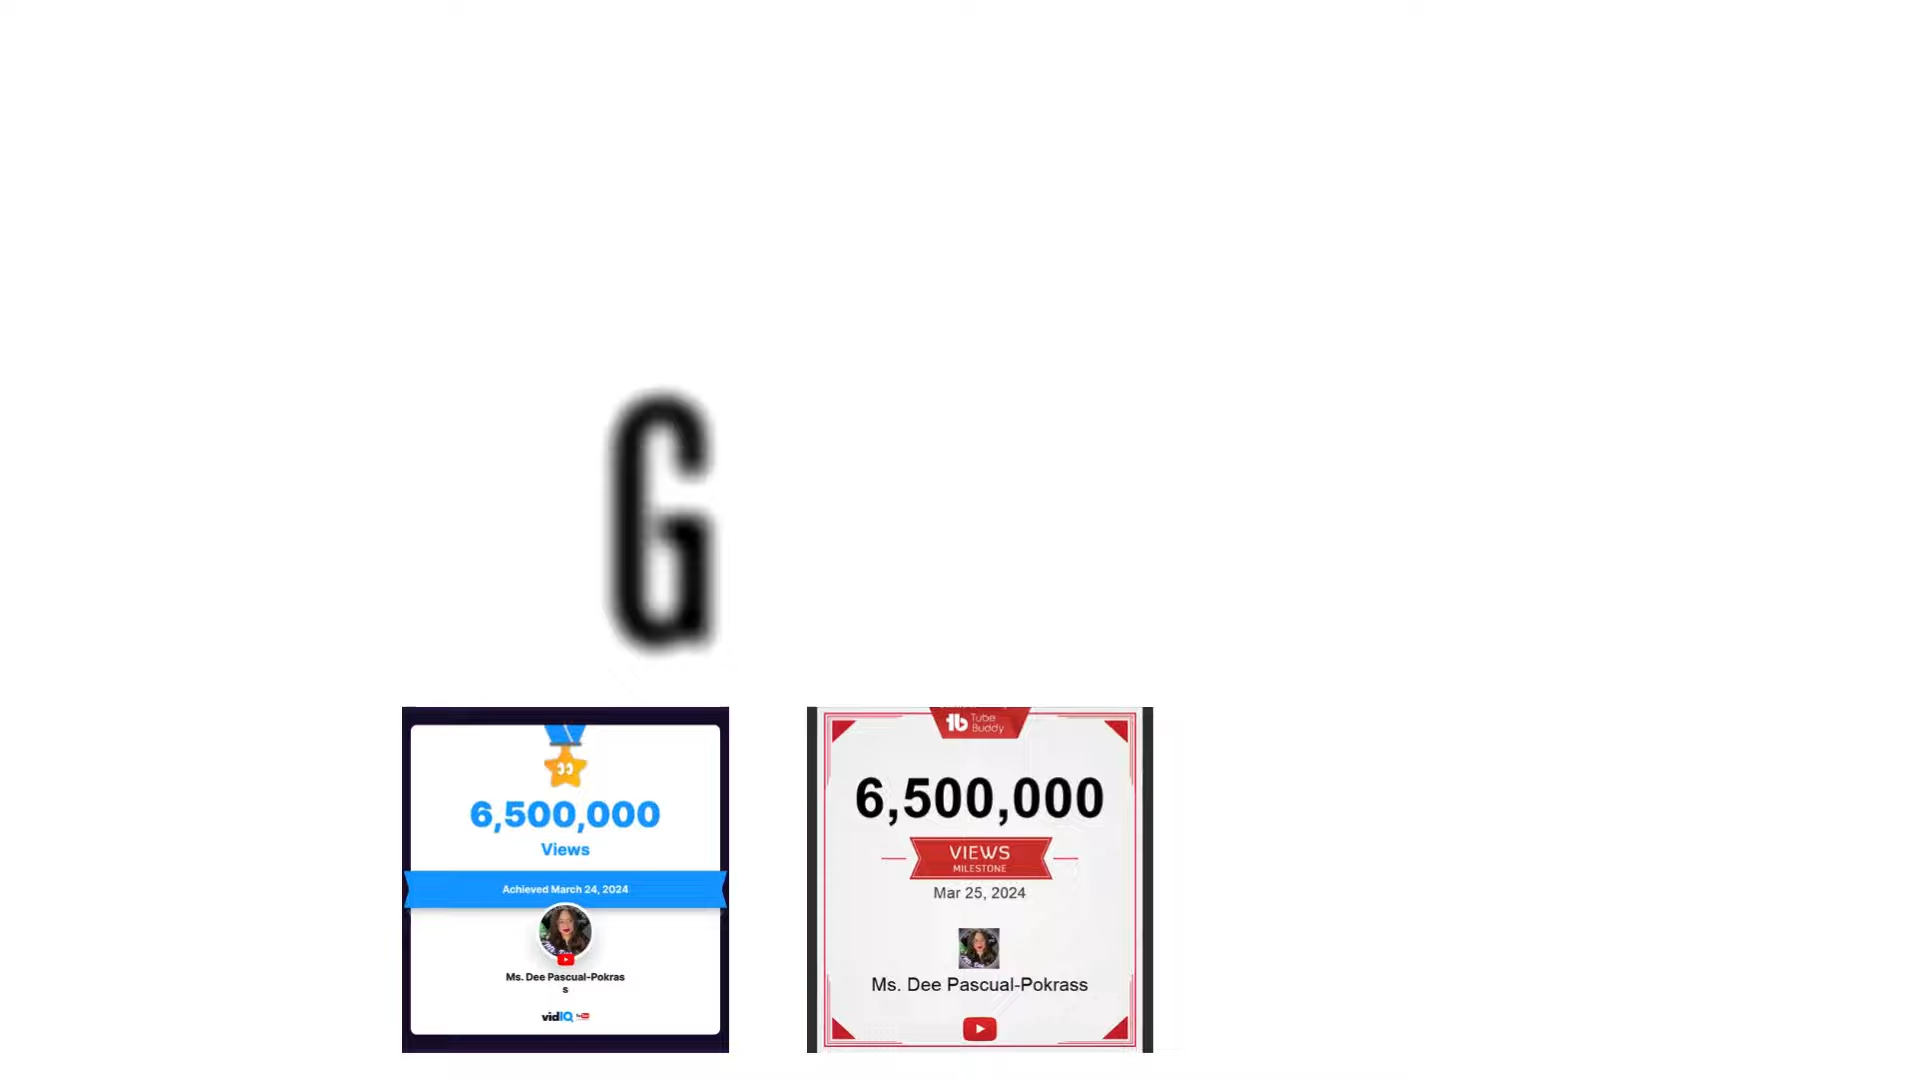 G
6,500,000
Views
Achieved March 24, 2024
Ms. Dee Pascual-Pokras
s
vidIQ
Tube
Buddy
6,500,000
VIEWS
MILESTONE
Mar 25, 2024
Ms. Dee Pascual-Pokrass